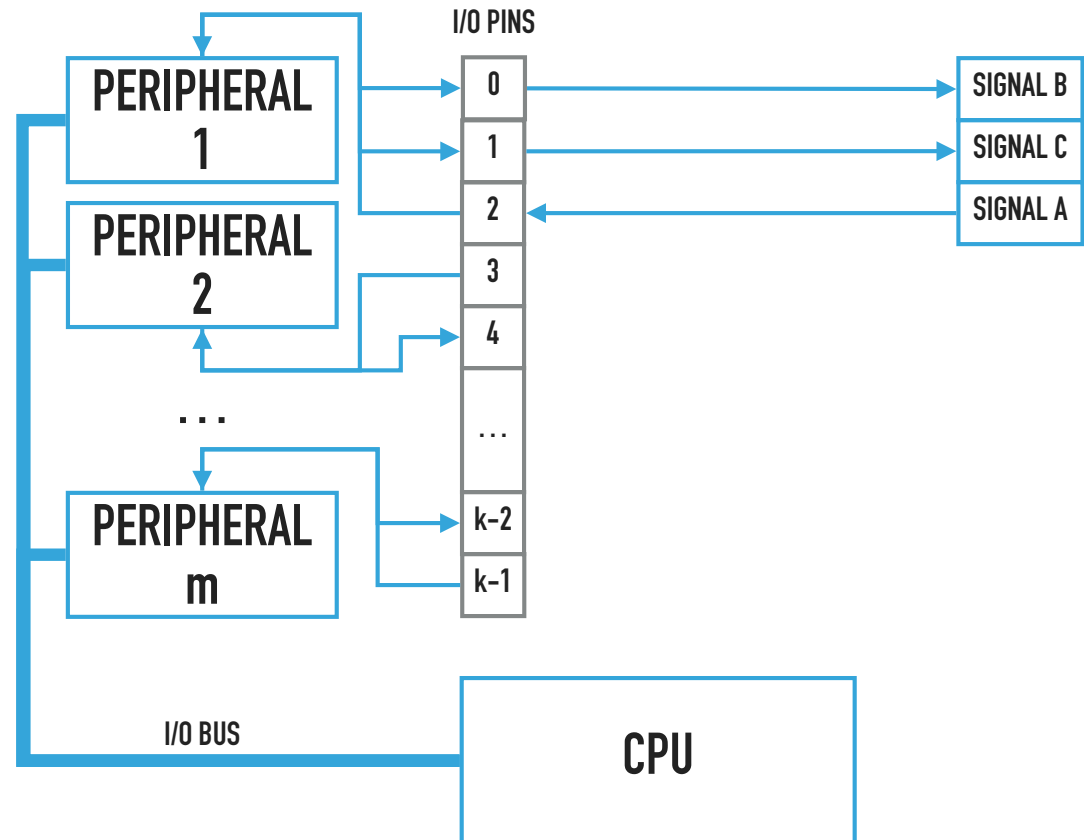 I/O PINS
PERIPHERAL
1
0
SIGNAL B
1
SIGNAL C
2
SIGNAL A
PERIPHERAL
2
3
4
...
...
PERIPHERAL
m
k-2
k-1
I/O BUS
CPU